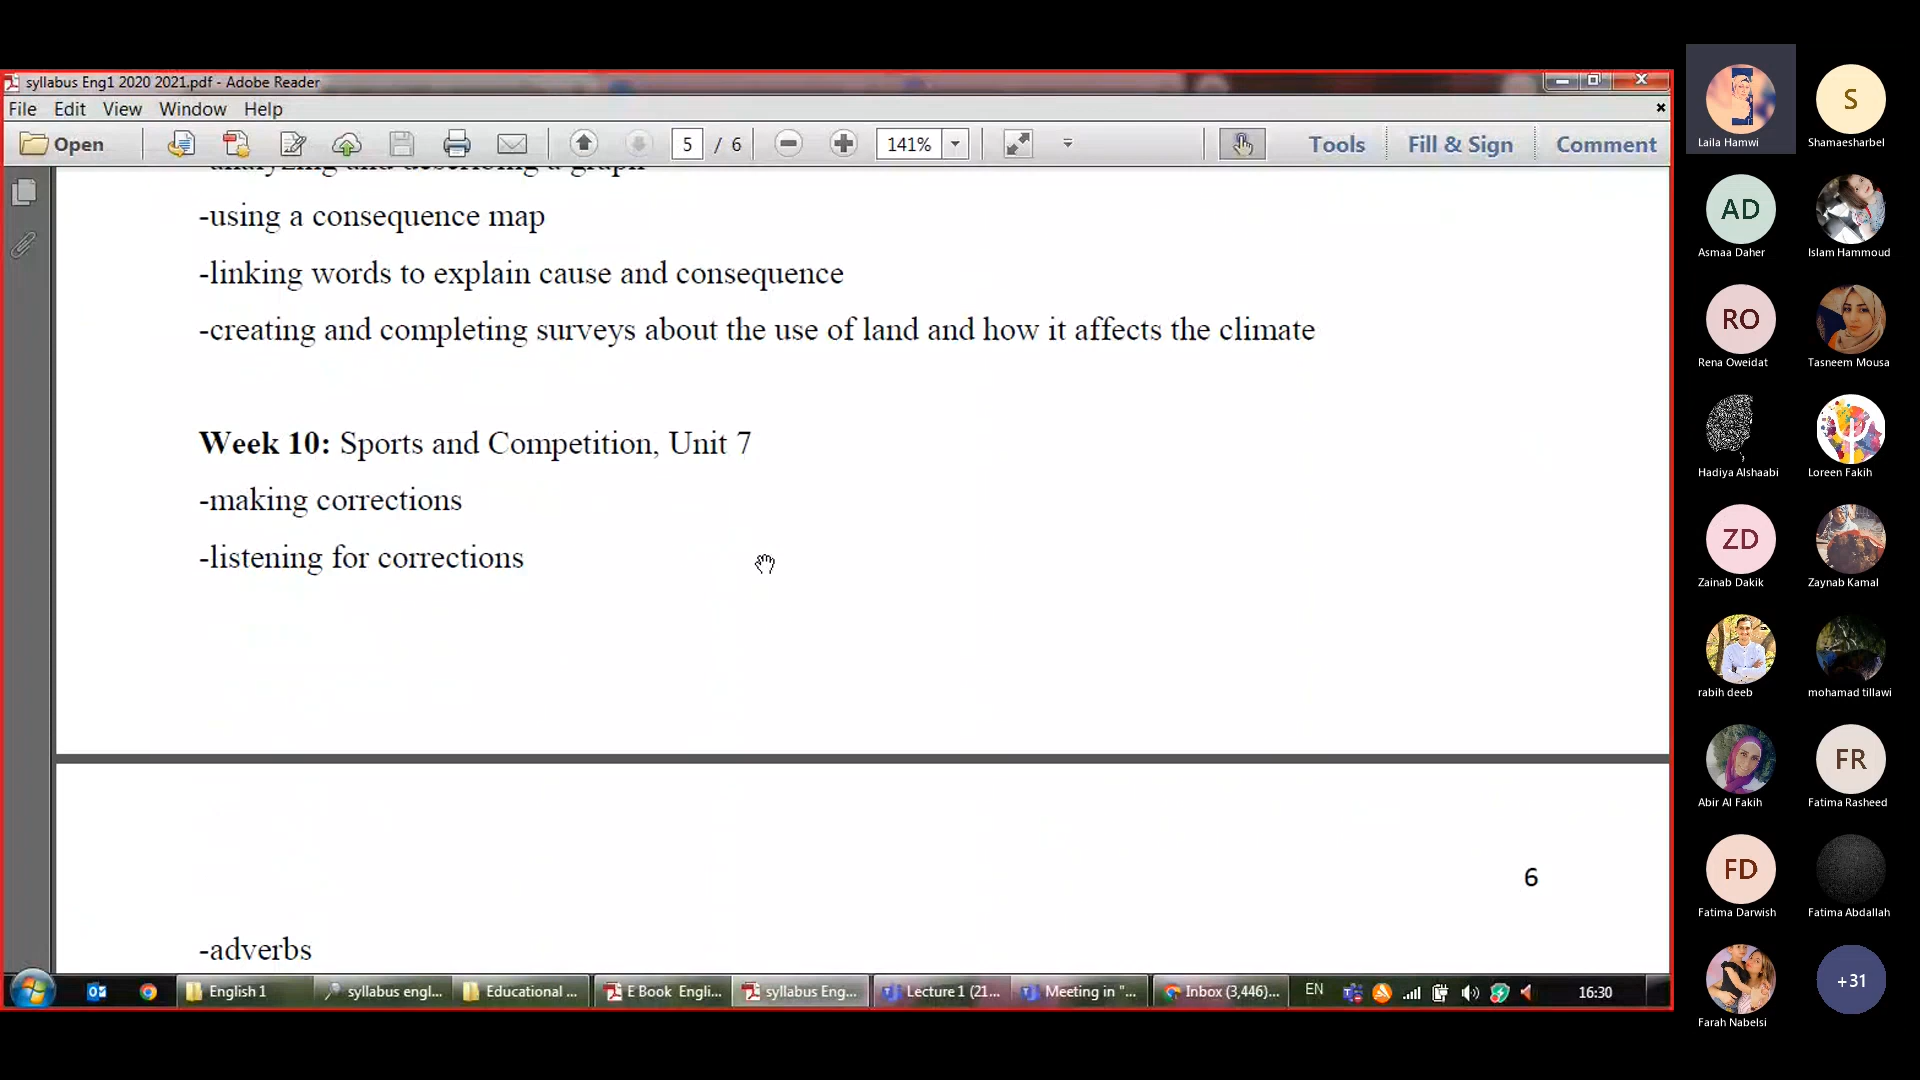 syllabus Eng1 2020 2021.pdf - Adobe Reader
File Edit View Window Help
Open 5 / 6 141% Tools Fill & Sign Comment
-analyzing and describing a graph
-using a consequence map
-linking words to explain cause and consequence
-creating and completing surveys about the use of land and how it affects the climate
Week 10: Sports and Competition, Unit 7
-making corrections
-listening for corrections
6
-adverbs
English 1 syllabus engl... Educational ... E Book Engli... syllabus Eng... Lecture 1 (21... Meeting in "... Inbox (3,446)... EN 16:30
Laila Hamwi
S
Shamaesharbel
AD
Asmaa Daher
Islam Hammoud
RO
Rena Oweidat
Tasneem Mousa
Hadiya Alshaabi
Loreen Fakih
ZD
Zainab Dakik
Zaynab Kamal
rabih deeb
mohamad tillawi
Abir Al Fakih
FR
Fatima Rasheed
FD
Fatima Darwish
Fatima Abdallah
Farah Nabelsi
+31